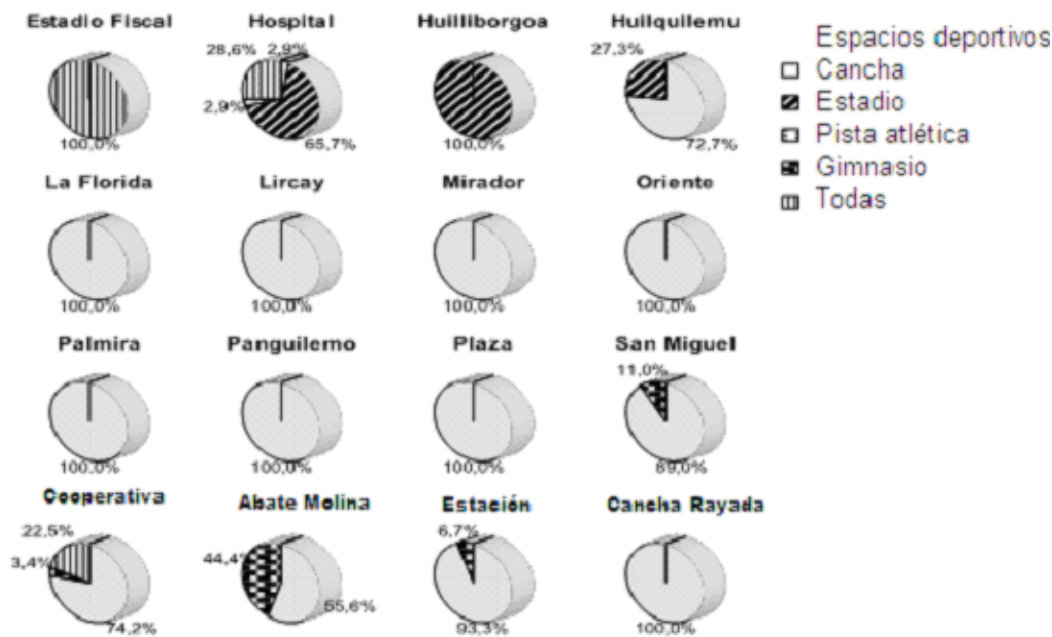 Estadio Fiscal Hospital Huilliborgoa Huilquilemu
28,6% 2,9% 27,3%
2,9%
100,0% 65,7% 100,0% 72,7%
Espacios deportivos
Cancha
Estadio
Pista atlética
Gimnasio
Todas
La Florida Lircay Mirador Oriente
100,0% 100,0% 100,0% 100,0%
Palmira Panguilemo Plaza San Miguel
11,0%
100,0% 100,0% 100,0% 89,0%
Cooperativa Abate Molina Estación Cancha Rayada
22,5% 6,7%
3,4% 44,4%
74,2% 55,6% 93,3% 100,0%